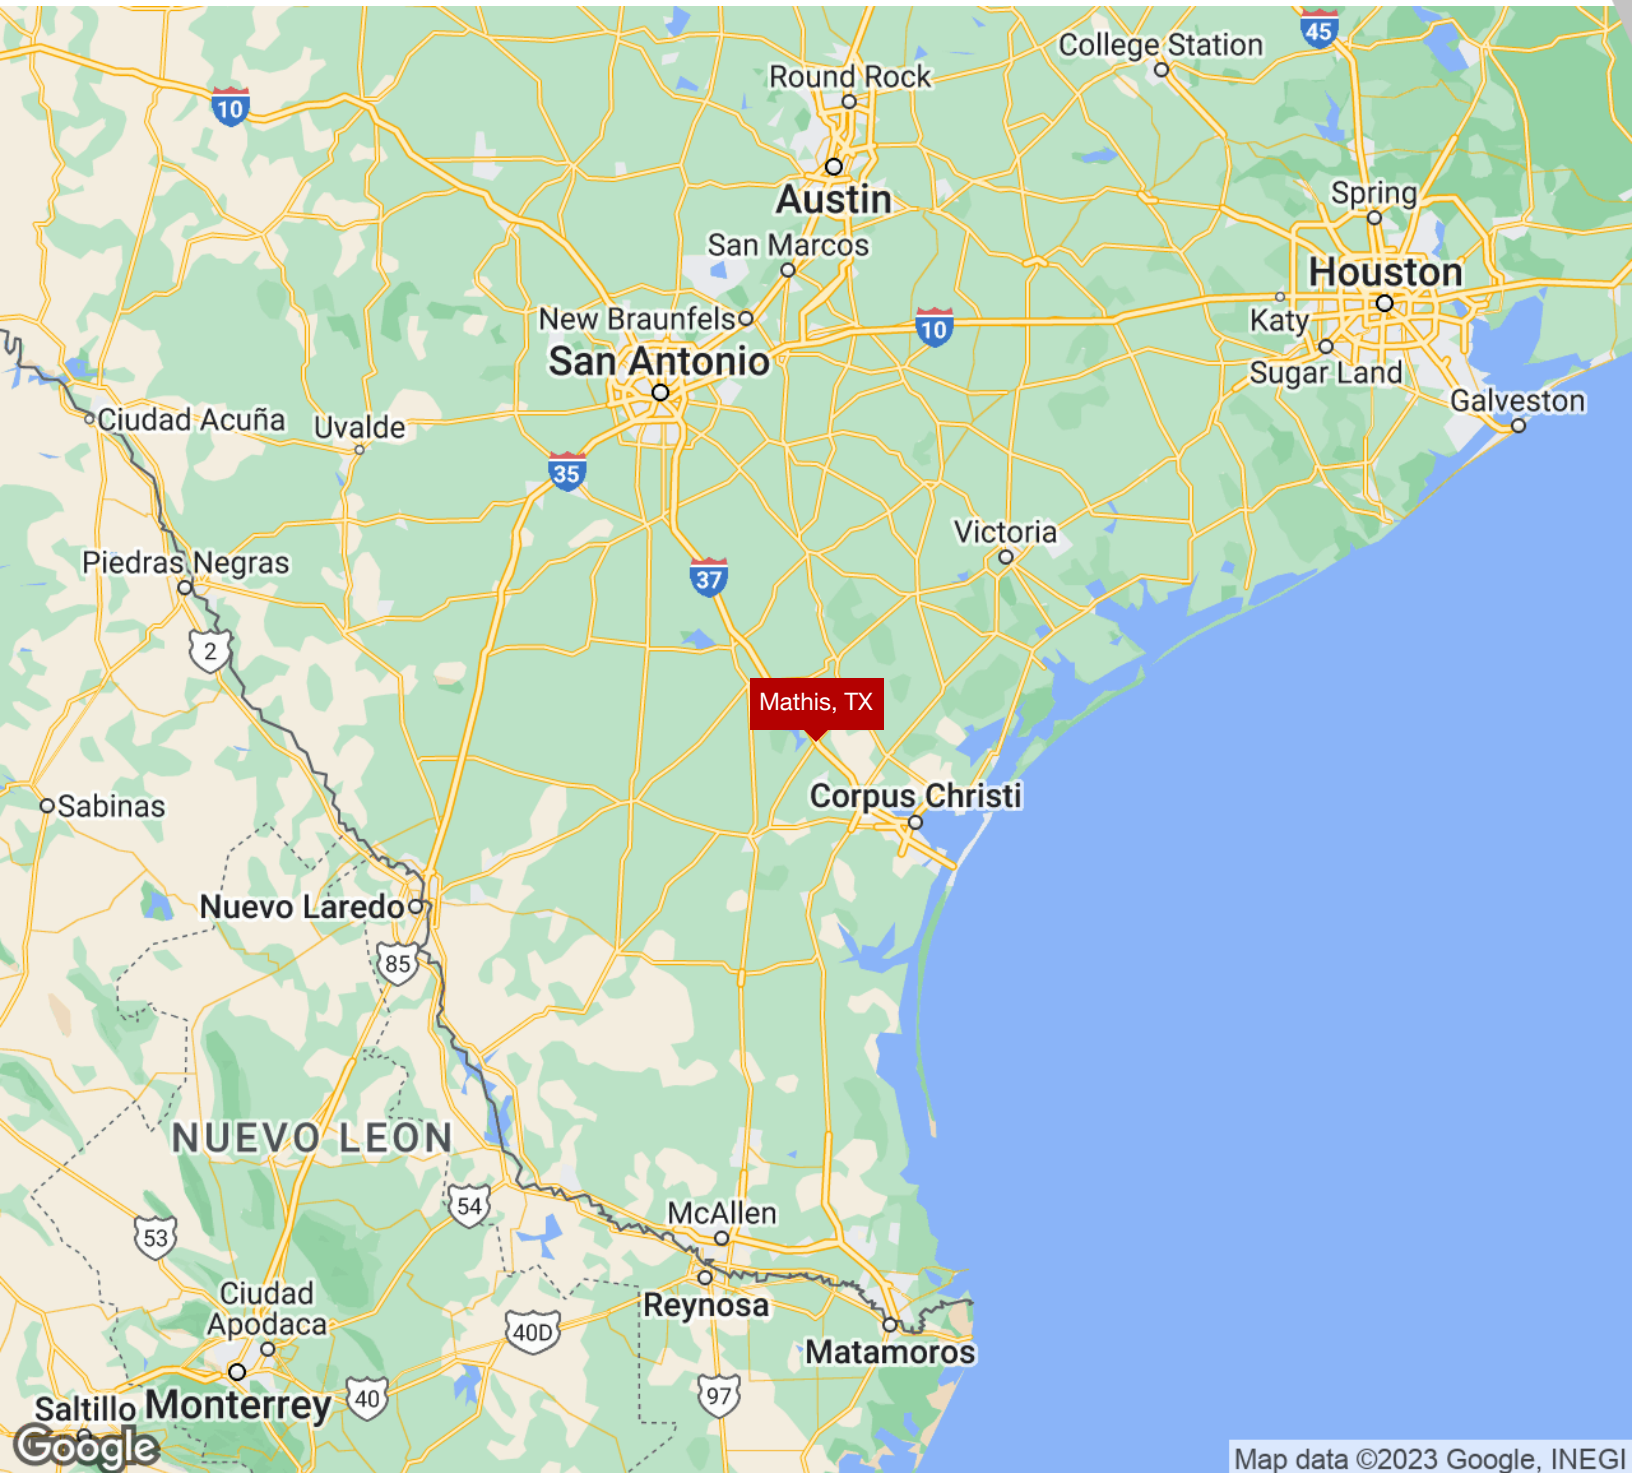 College Station
45
Round Rock
10
Austin
Spring
San Marcos
Houston
New Braunfels
10
Katy
San Antonio
Sugar Land
Galveston
Ciudad Acuña
Uvalde
35
Victoria
Piedras Negras
37
2
Mathis, TX
Corpus Christi
Sabinas
Nuevo Laredo
85
NUEVO LEON
54
McAllen
53
Ciudad
Apodaca
Reynosa
40D
Matamoros
40
97
Saltillo
Monterrey
Google
Map data ©2023 Google, INEGI